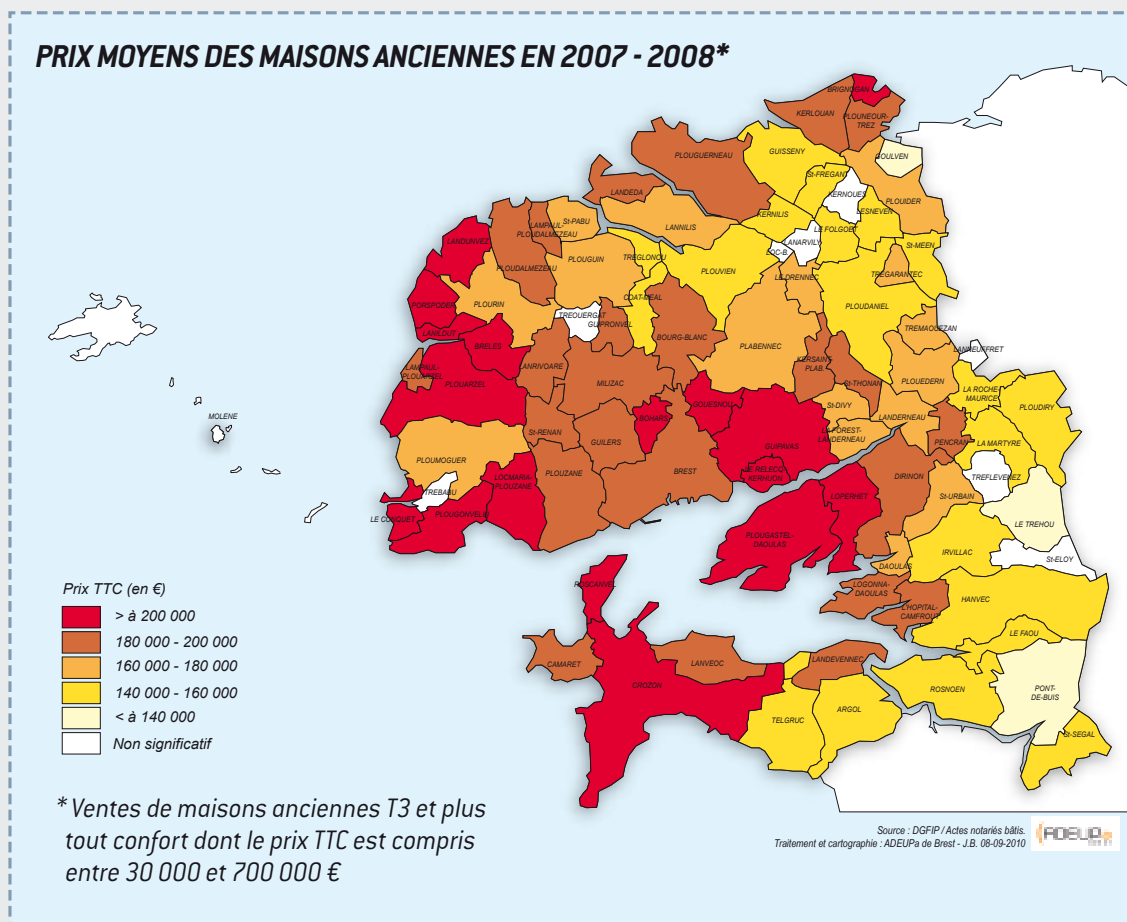 PRIX MOYENS DES MAISONS ANCIENNES EN 2007 - 2008*
BRIGNOGAN
KERLOUAN
PLOUNEOUR-
TREZ
PLOUGUERNEAU
GUISSENY
GOULVEN
St-FREGANT
KERNOUES
LANDEDA
LESNEVEN
PLOUIDER
KERNILIS
LAMPAUL-
PLOUDALMEZEAU
St-PABU
LANNILIS
LE FOLGOET
LANDUNVEZ
LANARVILY
St-MEEN
LOC-B.
TREGLONOU
PLOUGUIN
PLOUDALMEZEAU
PLOUVIEN
LE DRENNEC
TREGARANTEC
COAT-MEAL
PORSPODER
PLOURIN
PLOUDANIEL
TREOUERGAT
GUIPRONVEL
TREMAOUEZAN
LANILDUT
BOURG-BLANC
BRELES
PLABENNEC
LANNEUFFRET
LAMPAUL-
PLOUARZEL
LANRIVOARE
KERSAINT-
PLAB.
PLOUARZEL
MILIZAC
St-THONAN
PLOUEDERN
LA ROCHE-
MAURICE
PLOUDIRY
GOUESNOU
St-DIVY
MOLENE
BOHARS
LANDERNEAU
St-RENAN
LA FOREST-
LANDERNEAU
GUILERS
GUIPAVAS
PENCRAN
LA MARTYRE
PLOUMOGUER
LE RELECQ-
KERHUON
PLOUZANE
BREST
DIRINON
LOCMARIA-
PLOUZANE
TREFLEVENEZ
TREBABU
LOPERHET
St-URBAIN
LE CONQUET
PLOUGONVELIN
LE TREHOU
PLOUGASTEL-
DAOULAS
IRVILLAC
St-ELOY
DAOULAS
ROSCANVEL
LOGONNA-
DAOULAS
HANVEC
L'HOPITAL-
CAMFROUT
LE FAOU
CAMARET
LANVEOC
LANDEVENNEC
CROZON
ROSNOEN
PONT-
DE-BUIS
ARGOL
TELGRUC
St-SEGAL
Prix TTC (en €)
> à 200 000
180 000 - 200 000
160 000 - 180 000
140 000 - 160 000
< à 140 000
Non significatif
* Ventes de maisons anciennes T3 et plus
tout confort dont le prix TTC est compris
entre 30 000 et 700 000 €
Source : DGFIP / Actes notariés bâtis.
Traitement et cartographie : ADEUPa de Brest - J.B. 08-09-2010
ADEUPa